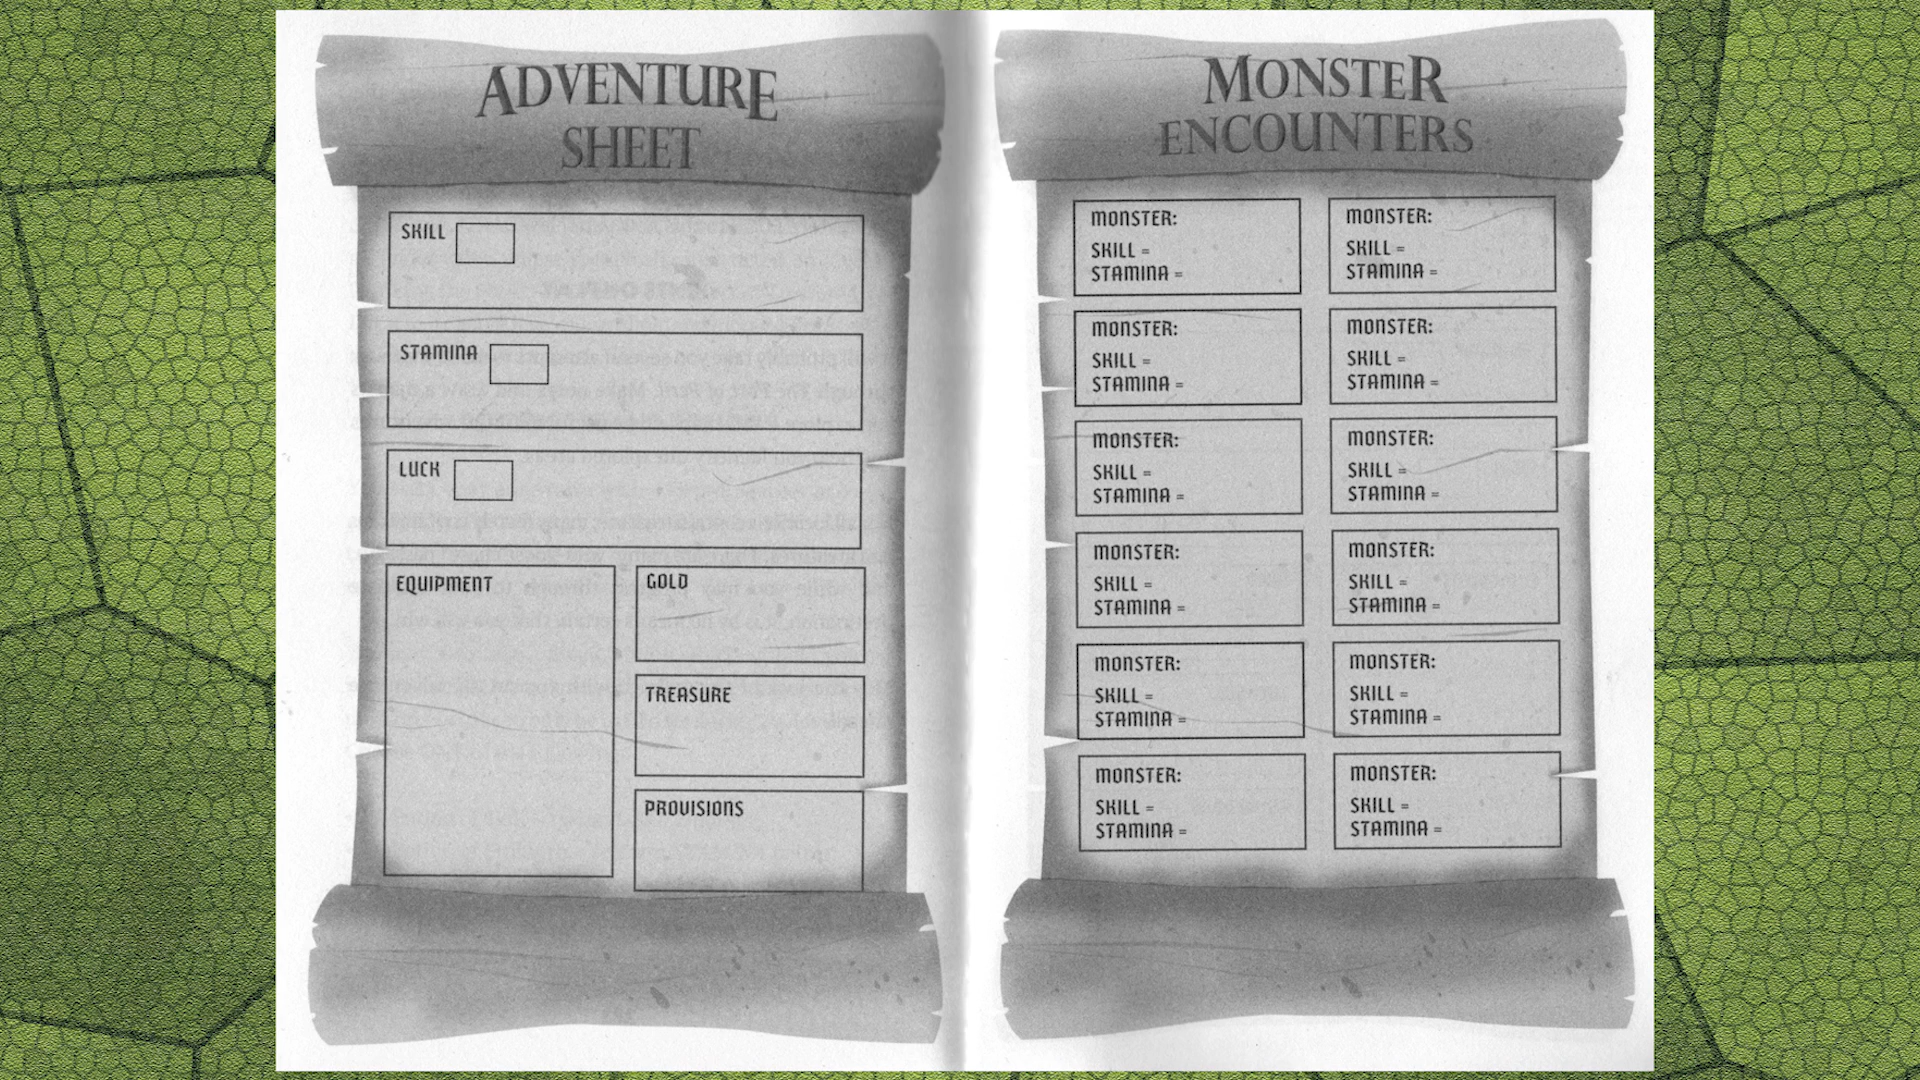 ADVENTURE
SHEET
SKILL
STAMINA
LUCK
EQUIPMENT
GOLD
TREASURE
PROVISIONS
MONSTER
ENCOUNTERS
MONSTER:
SKILL =
STAMINA =
MONSTER:
SKILL =
STAMINA =
MONSTER:
SKILL =
STAMINA =
MONSTER:
SKILL =
STAMINA =
MONSTER:
SKILL =
STAMINA =
MONSTER:
SKILL =
STAMINA =
MONSTER:
SKILL =
STAMINA =
MONSTER:
SKILL =
STAMINA =
MONSTER:
SKILL =
STAMINA =
MONSTER:
SKILL =
STAMINA =
MONSTER:
SKILL =
STAMINA =
MONSTER:
SKILL =
STAMINA =